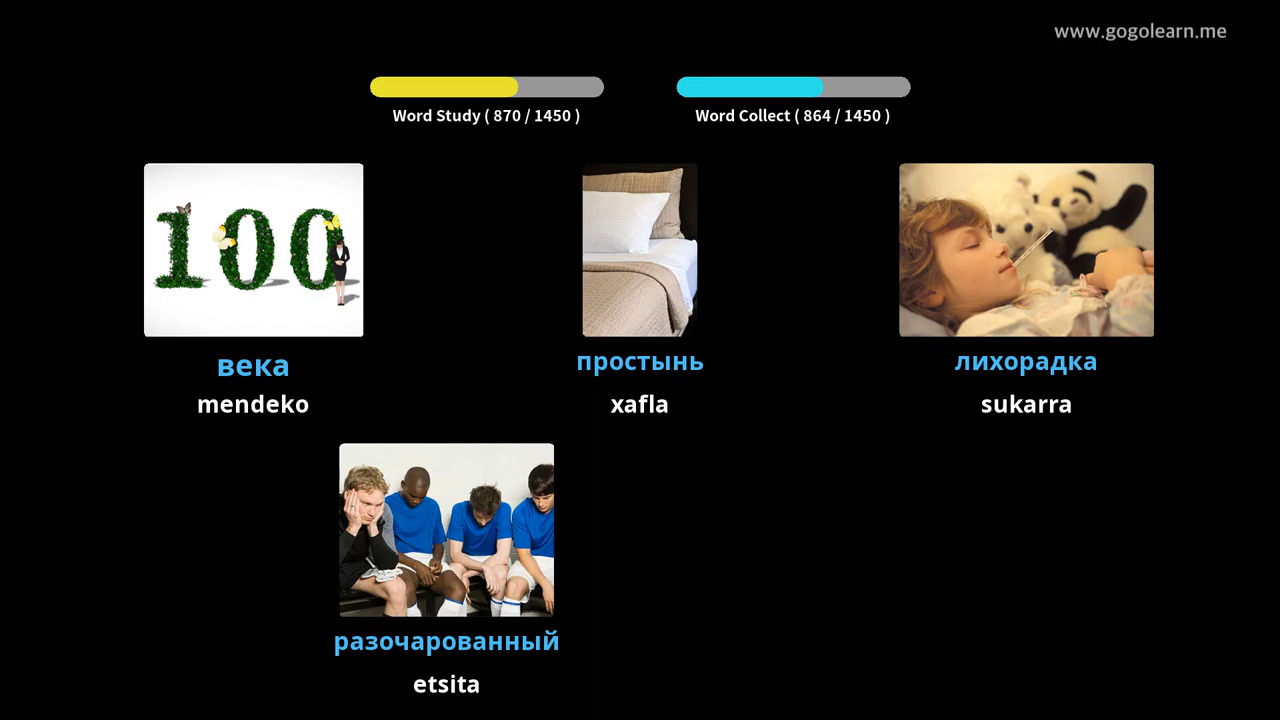 www.gogolearn.me
Word Study ( 870 / 1450 )
Word Collect ( 864 / 1450 )
100
века
mendeko
простынь
xafla
лихорадка
sukarra
разочарованный
etsita